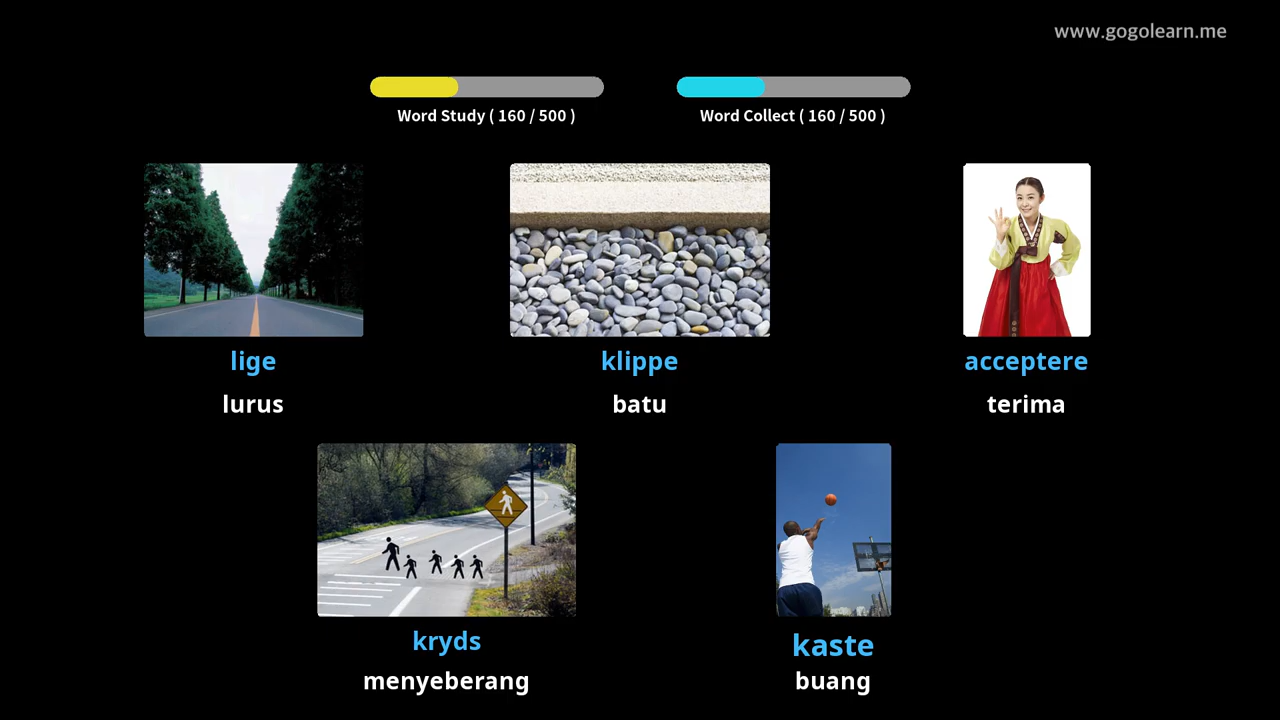 www.gogolearn.me
Word Study ( 160 / 500 )
Word Collect ( 160 / 500 )
lige
klippe
acceptere
lurus
batu
terima
kryds
kaste
menyeberang
buang